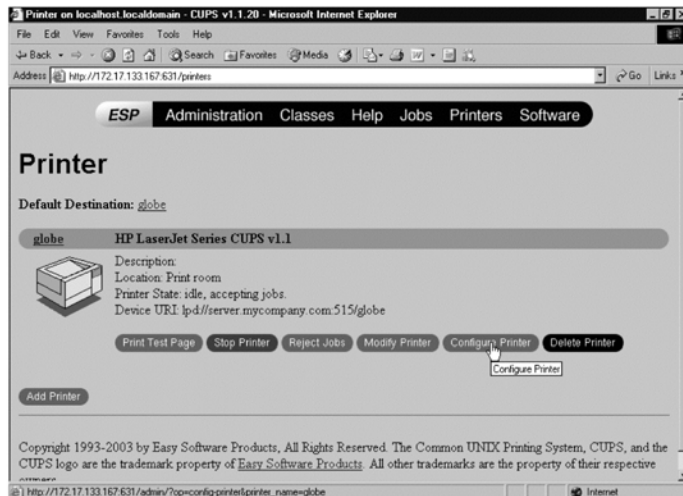 Printer on localhost.localdomain - CUPS v1.1.20 - Microsoft Internet Explorer
File Edit View Favorites Tools Help
Back Search Favorites Media
Address http://172.17.133.167:631/printers Go Links
ESP Administration Classes Help Jobs Printers Software
Printer
Default Destination: globe
globe HP LaserJet Series CUPS v1.1
Description:
Location: Print room
Printer State: idle, accepting jobs.
Device URI: lpd://server.mycompany.com:515/globe
Print Test Page Stop Printer Reject Jobs Modify Printer Configure Printer Delete Printer
Configure Printer
Add Printer
Copyright 1993-2003 by Easy Software Products, All Rights Reserved. The Common UNIX Printing System, CUPS, and the
CUPS logo are the trademark property of Easy Software Products. All other trademarks are the property of their respective
owners.
http://172.17.133.167:631/admin/?op=config-printer&printer_name=globe Internet